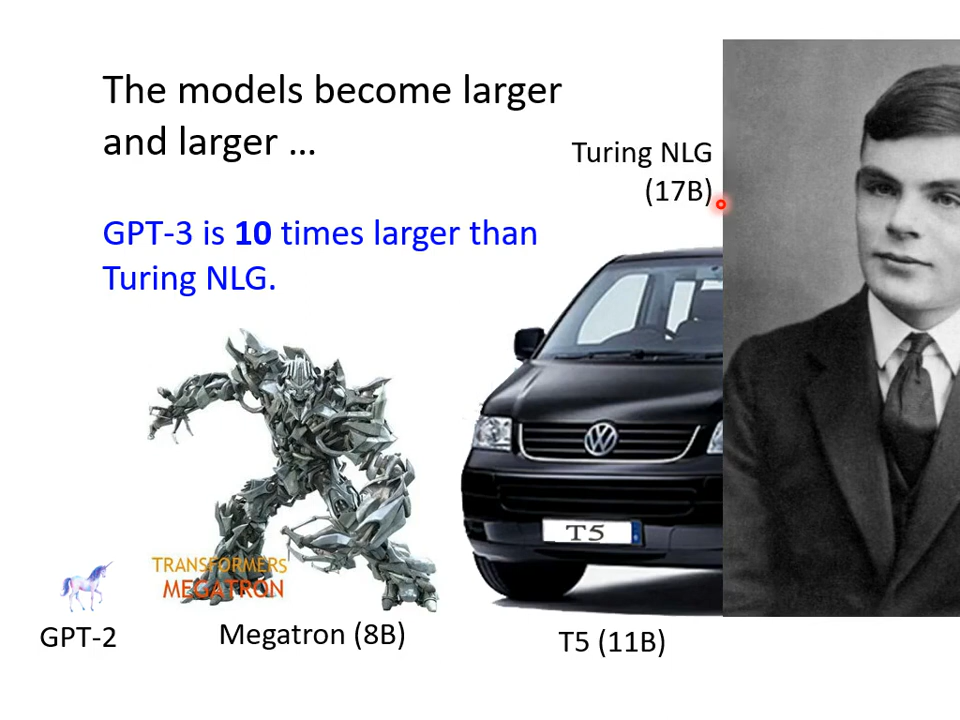 The models become larger
and larger …
Turing NLG
(17B)
GPT-3 is 10 times larger than
Turing NLG.
T5
TRANSFORMERS
MEGATRON
GPT-2
Megatron (8B)
T5 (11B)